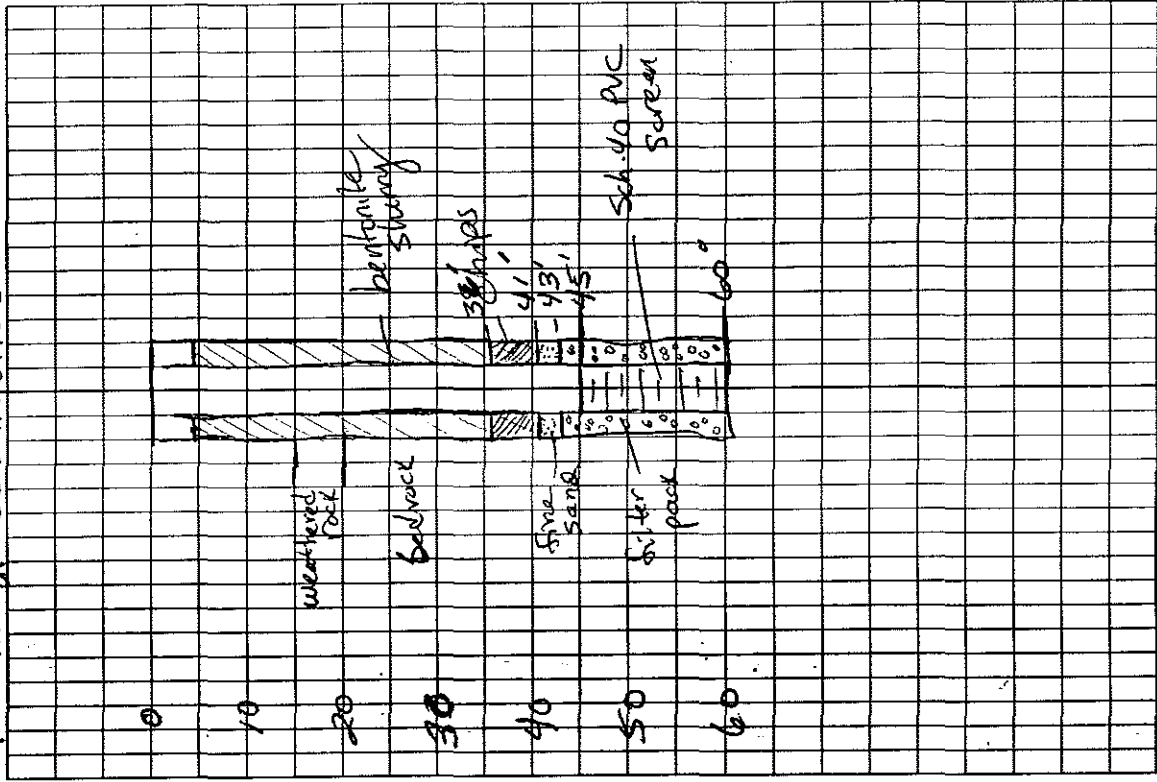 0
10
20
30
40
50
60
weathered
rock
bedrock
fine
sand
filter
pack
bentonite
slurry
chips
41'
43'
45'
Sch. 40 PVC
Screen
60'